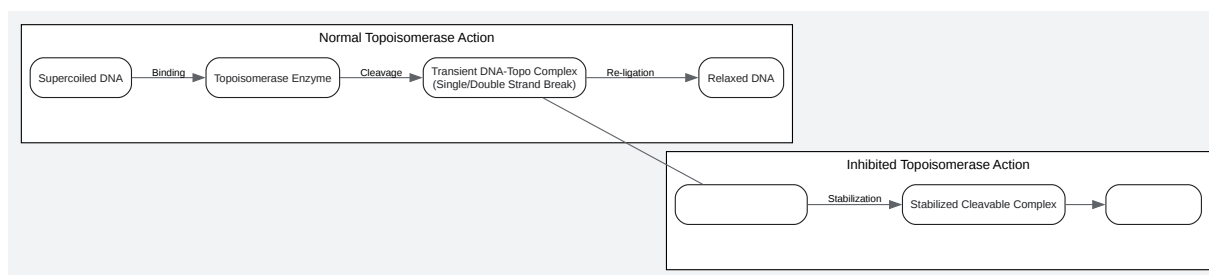 Normal Topoisomerase Action
Supercoiled DNA
Binding
Topoisomerase Enzyme
Cleavage
Transient DNA-Topo Complex
(Single/Double Strand Break)
Re-ligation
Relaxed DNA
Inhibited Topoisomerase Action
Stabilization
Stabilized Cleavable Complex